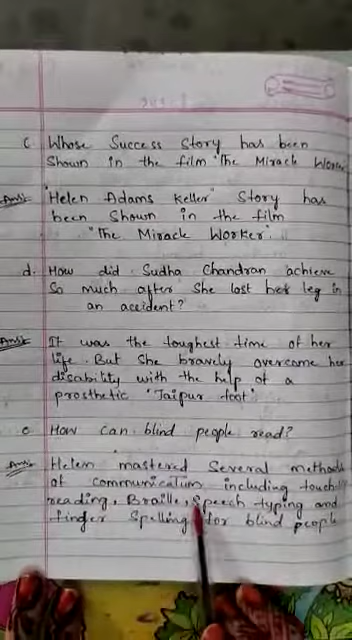 c. Whose Success Story has been
Shown in the film "The Mirack Worker
Ans: "Helen Adams Keller" Story has
been Shown in the film
"The Mirack Worker".
d. How did Sudha Chandran achieve
So much after She lost her leg in
an accident?
Ans: It was the toughest time of her
life. But She bravely overcome her
disability with the help of a
prosthetic 'Jaipur foot'.
e. How can blind people read?
Ans: Helen mastered Several methods
of communication including touch-
reading, Braille, Speech typing and
finger Spelling for blind people